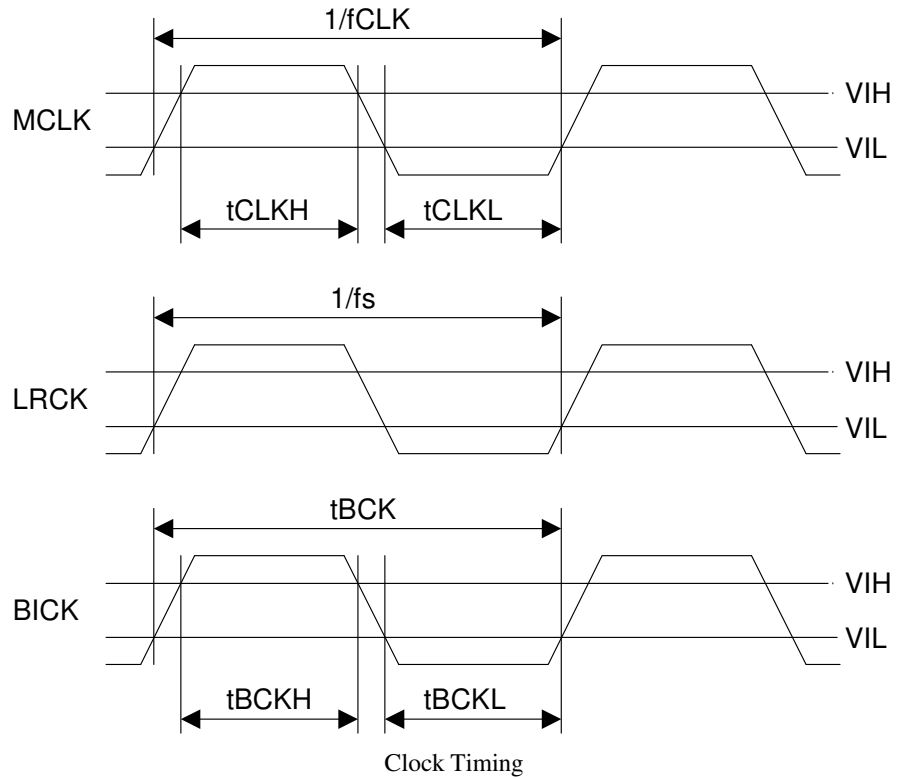 1/fCLK
VIH
MCLK
VIL
tCLKH
tCLKL
1/fs
VIH
LRCK
VIL
tBCK
VIH
BICK
VIL
tBCKH
tBCKL
Clock Timing